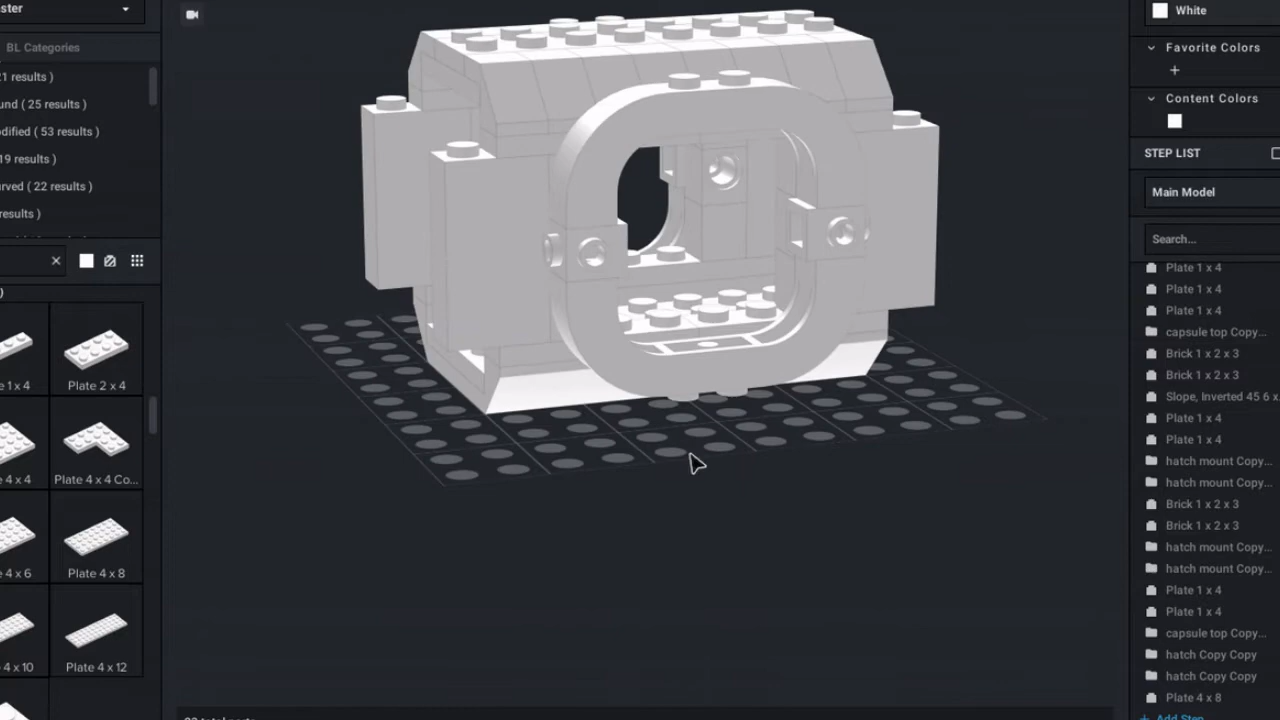 ster
BL Categories
21 results )
und ( 25 results )
dified ( 53 results )
19 results )
rved ( 22 results )
results )
)
1 x 4
Plate 2 x 4
4 x 4
Plate 4 x 4 Co...
4 x 6
Plate 4 x 8
4 x 10
Plate 4 x 12
White
Favorite Colors
Content Colors
STEP LIST
Main Model
Search...
Plate 1 x 4
Plate 1 x 4
Plate 1 x 4
capsule top Copy...
Brick 1 x 2 x 3
Brick 1 x 2 x 3
Slope, Inverted 45 6 x
Plate 1 x 4
Plate 1 x 4
hatch mount Copy...
hatch mount Copy...
Brick 1 x 2 x 3
Brick 1 x 2 x 3
hatch mount Copy...
hatch mount Copy...
Plate 1 x 4
Plate 1 x 4
capsule top Copy...
hatch Copy Copy
hatch Copy Copy
Plate 4 x 8
+ Add Step